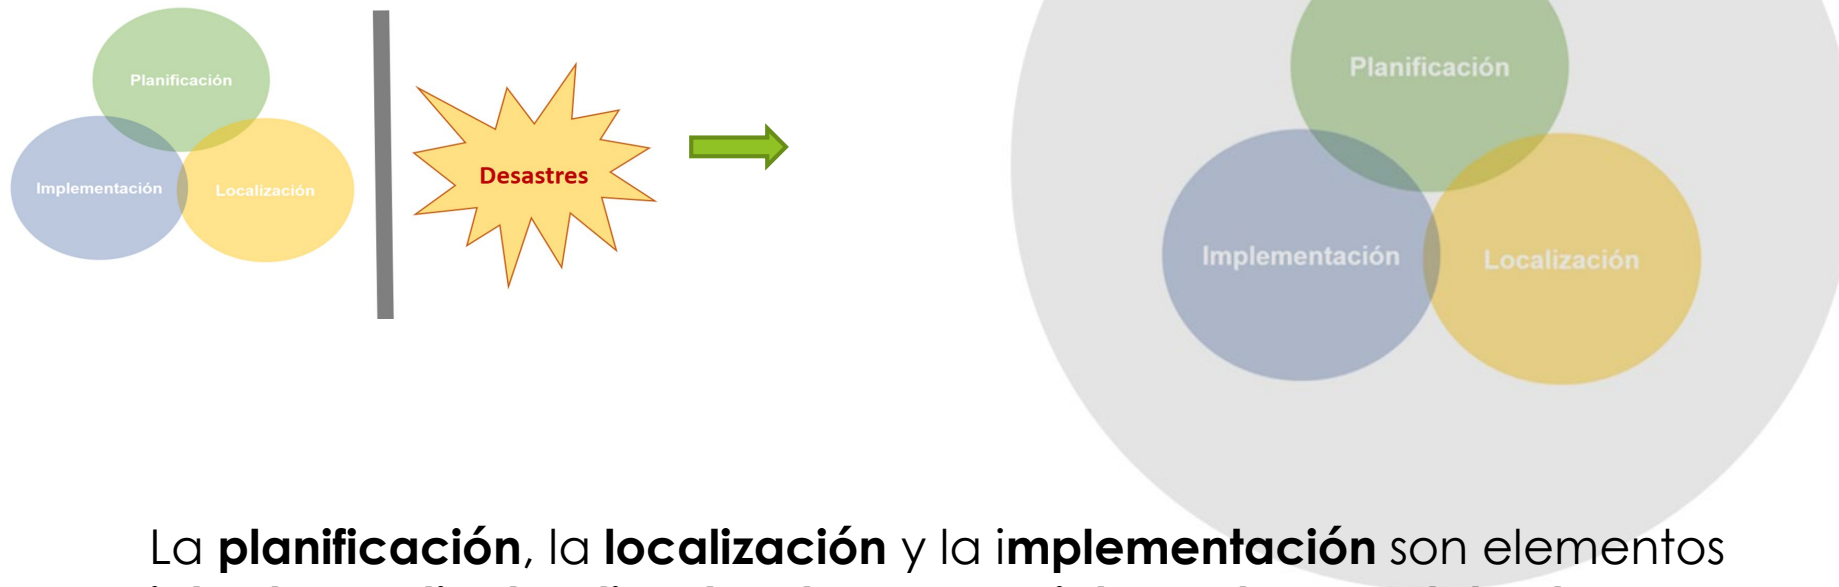 Planificación
Implementación
Localización
Desastres
Planificación
Implementación
Localización
La planificación, la localización y la implementación son elementos